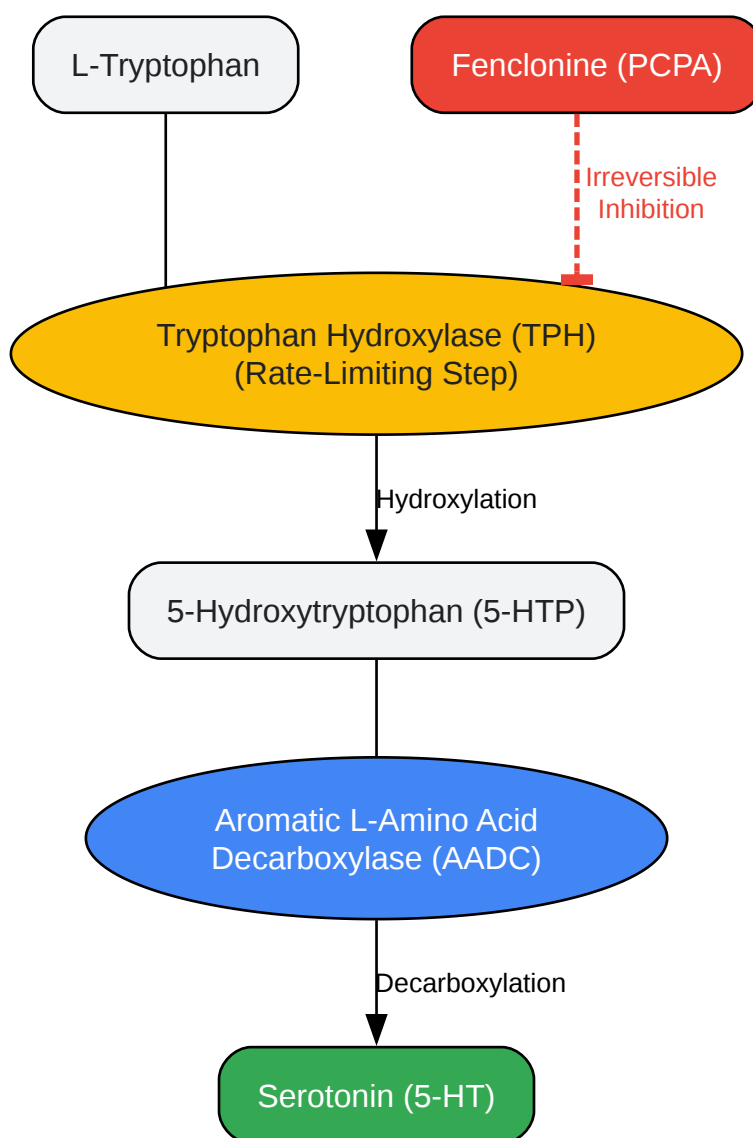 L-Tryptophan
Fenclonine (PCPA)
Irreversible
Inhibition
Tryptophan Hydroxylase (TPH)
(Rate-Limiting Step)
Hydroxylation
5-Hydroxytryptophan (5-HTP)
Aromatic L-Amino Acid
Decarboxylase (AADC)
Decarboxylation
Serotonin (5-HT)